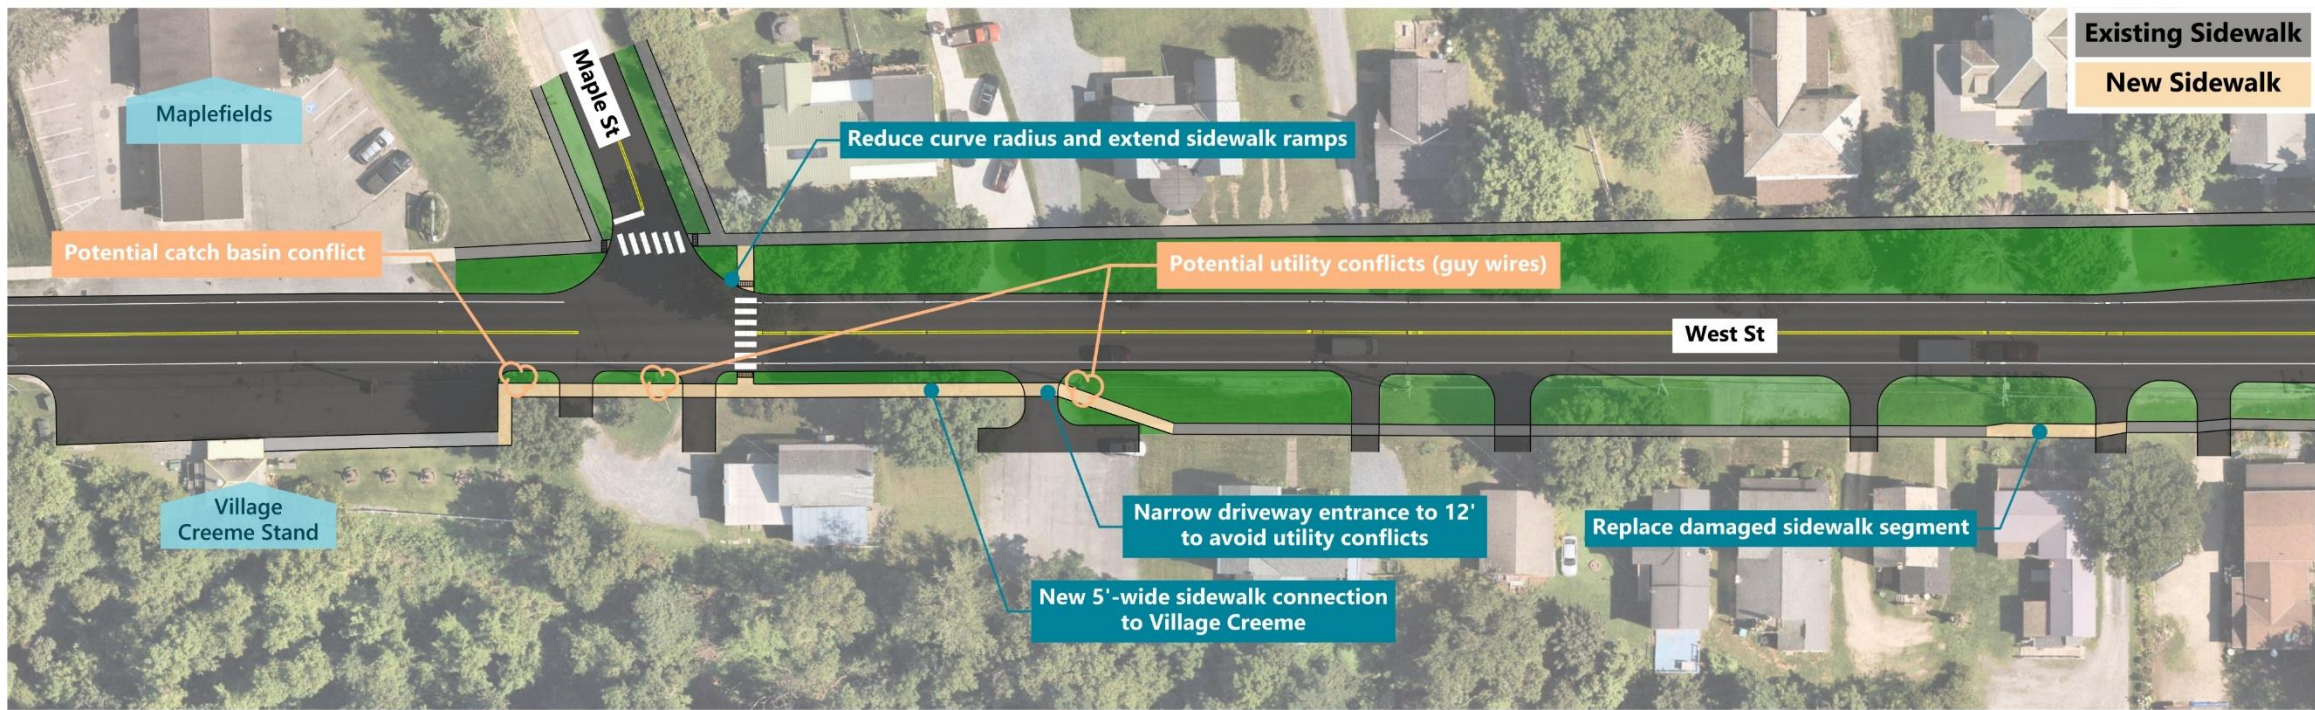 Existing Sidewalk
New Sidewalk
Maple St
Maplefields
Reduce curve radius and extend sidewalk ramps
Potential catch basin conflict
Potential utility conflicts (guy wires)
West St
Village
Creeme Stand
Narrow driveway entrance to 12'
to avoid utility conflicts
Replace damaged sidewalk segment
New 5'-wide sidewalk connection
to Village Creeme